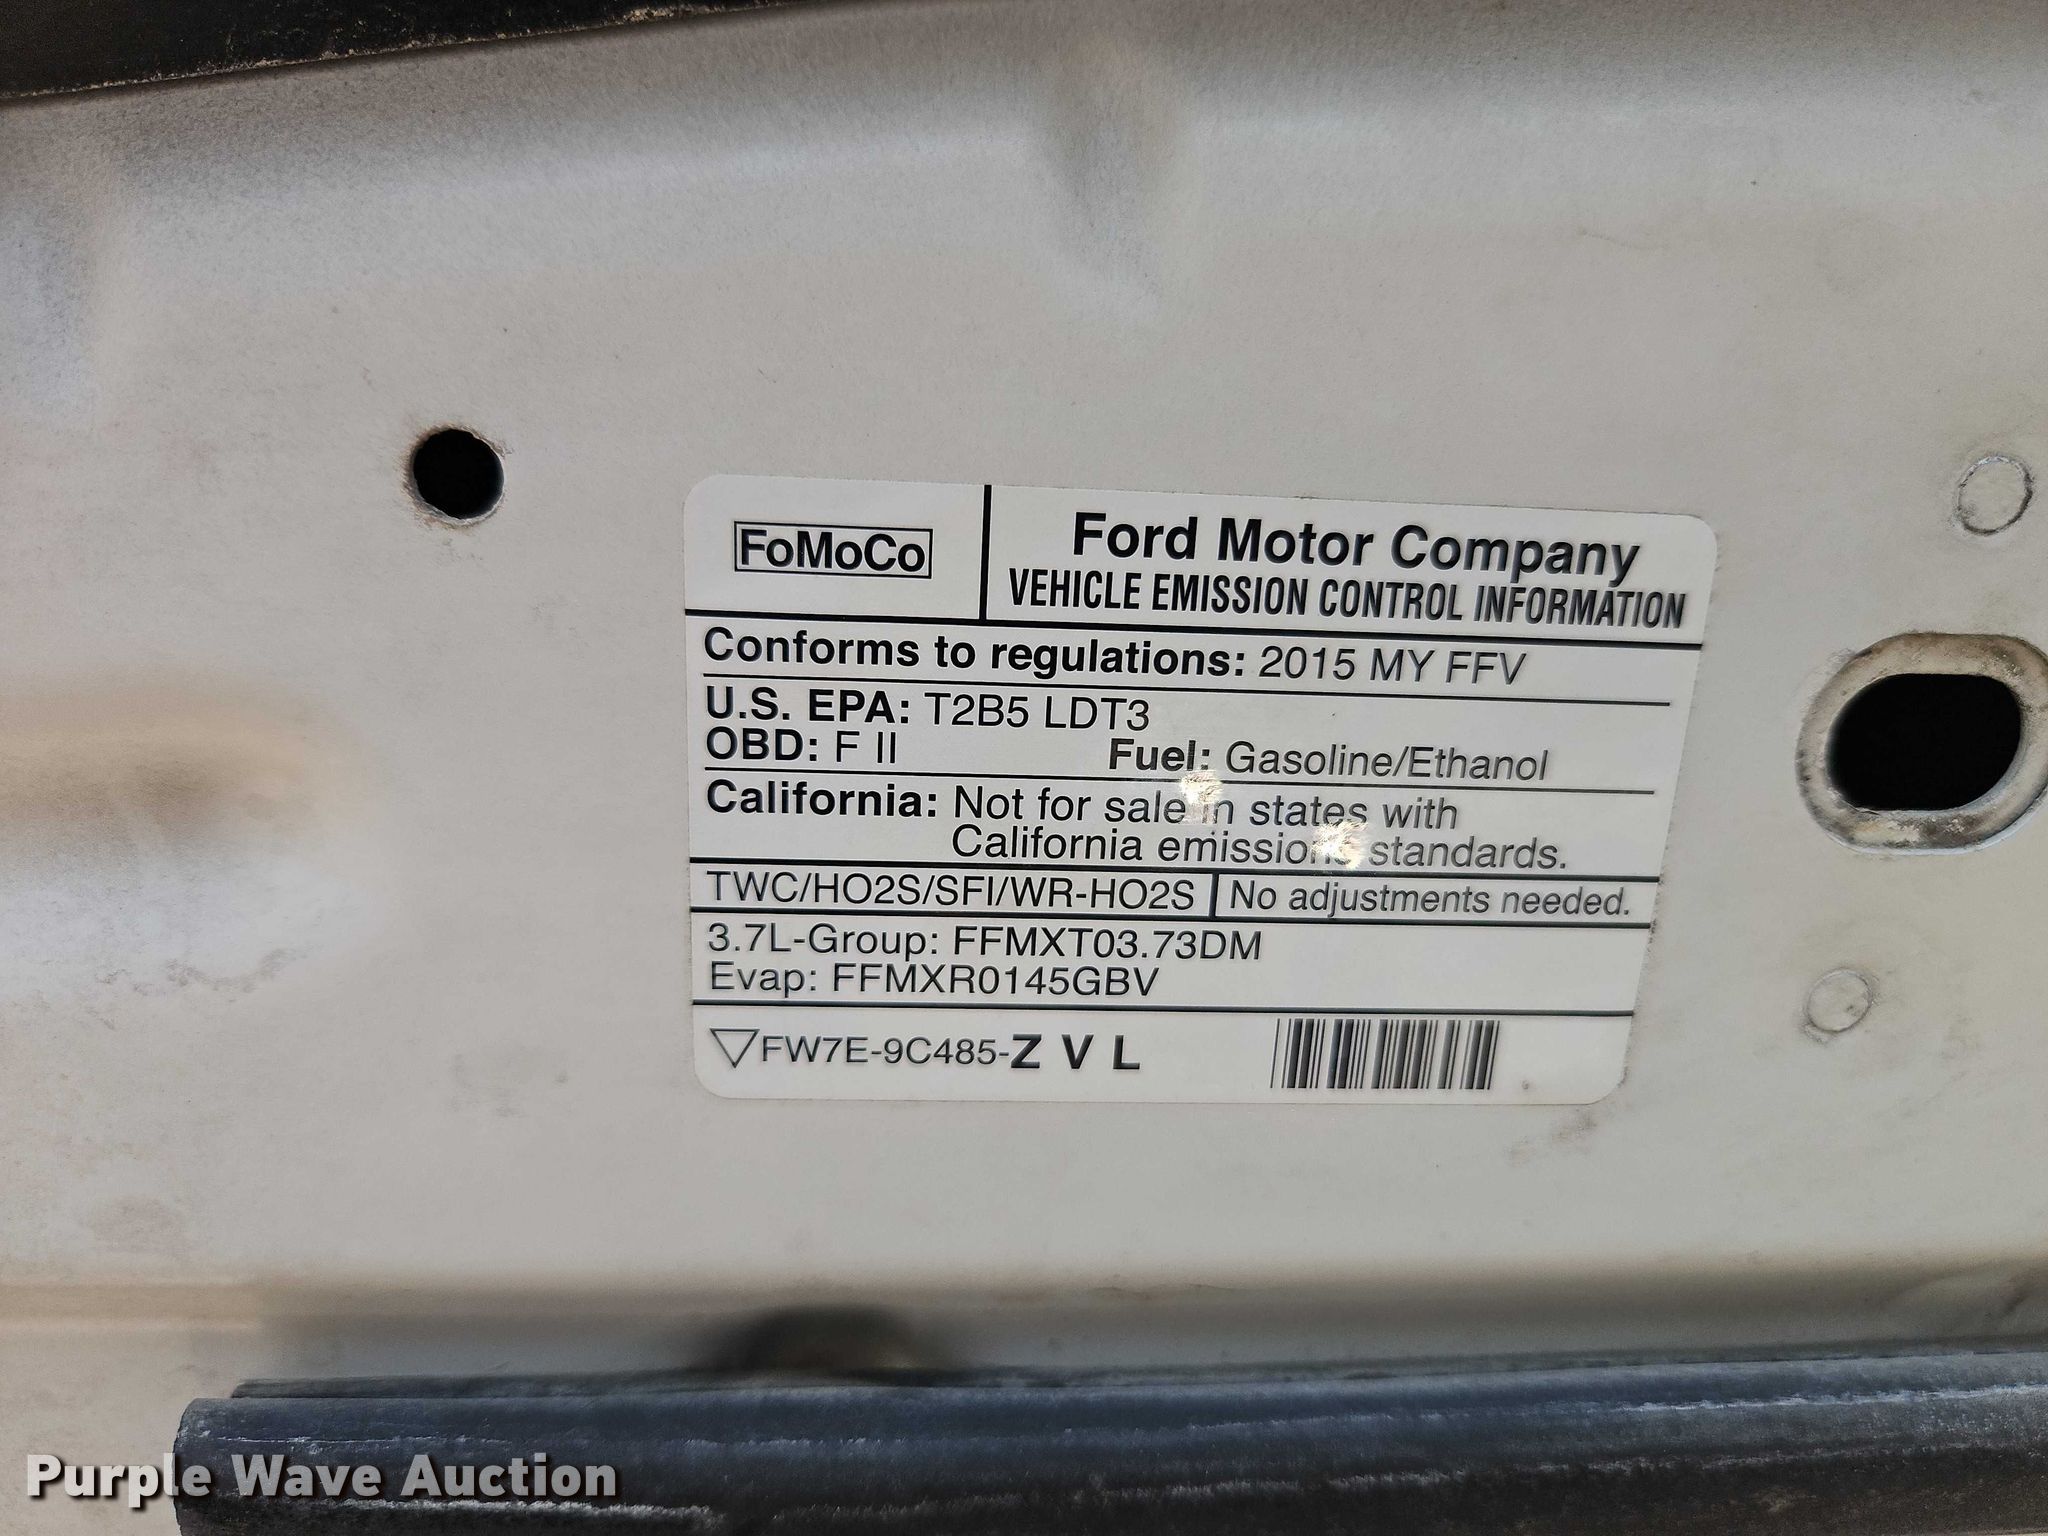 FoMoCo
Ford Motor Company
VEHICLE EMISSION CONTROL INFORMATION
Conforms to regulations: 2015 MY FFV
U.S. EPA: T2B5 LDT3
OBD: F II Fuel: Gasoline/Ethanol
California: Not for sale in states with
California emissions standards.
TWC/HO2S/SFI/WR-HO2S No adjustments needed.
3.7L-Group: FFMXT03.73DM
Evap: FFMXR0145GBV
FW7E-9C485-Z V L
Purple Wave Auction